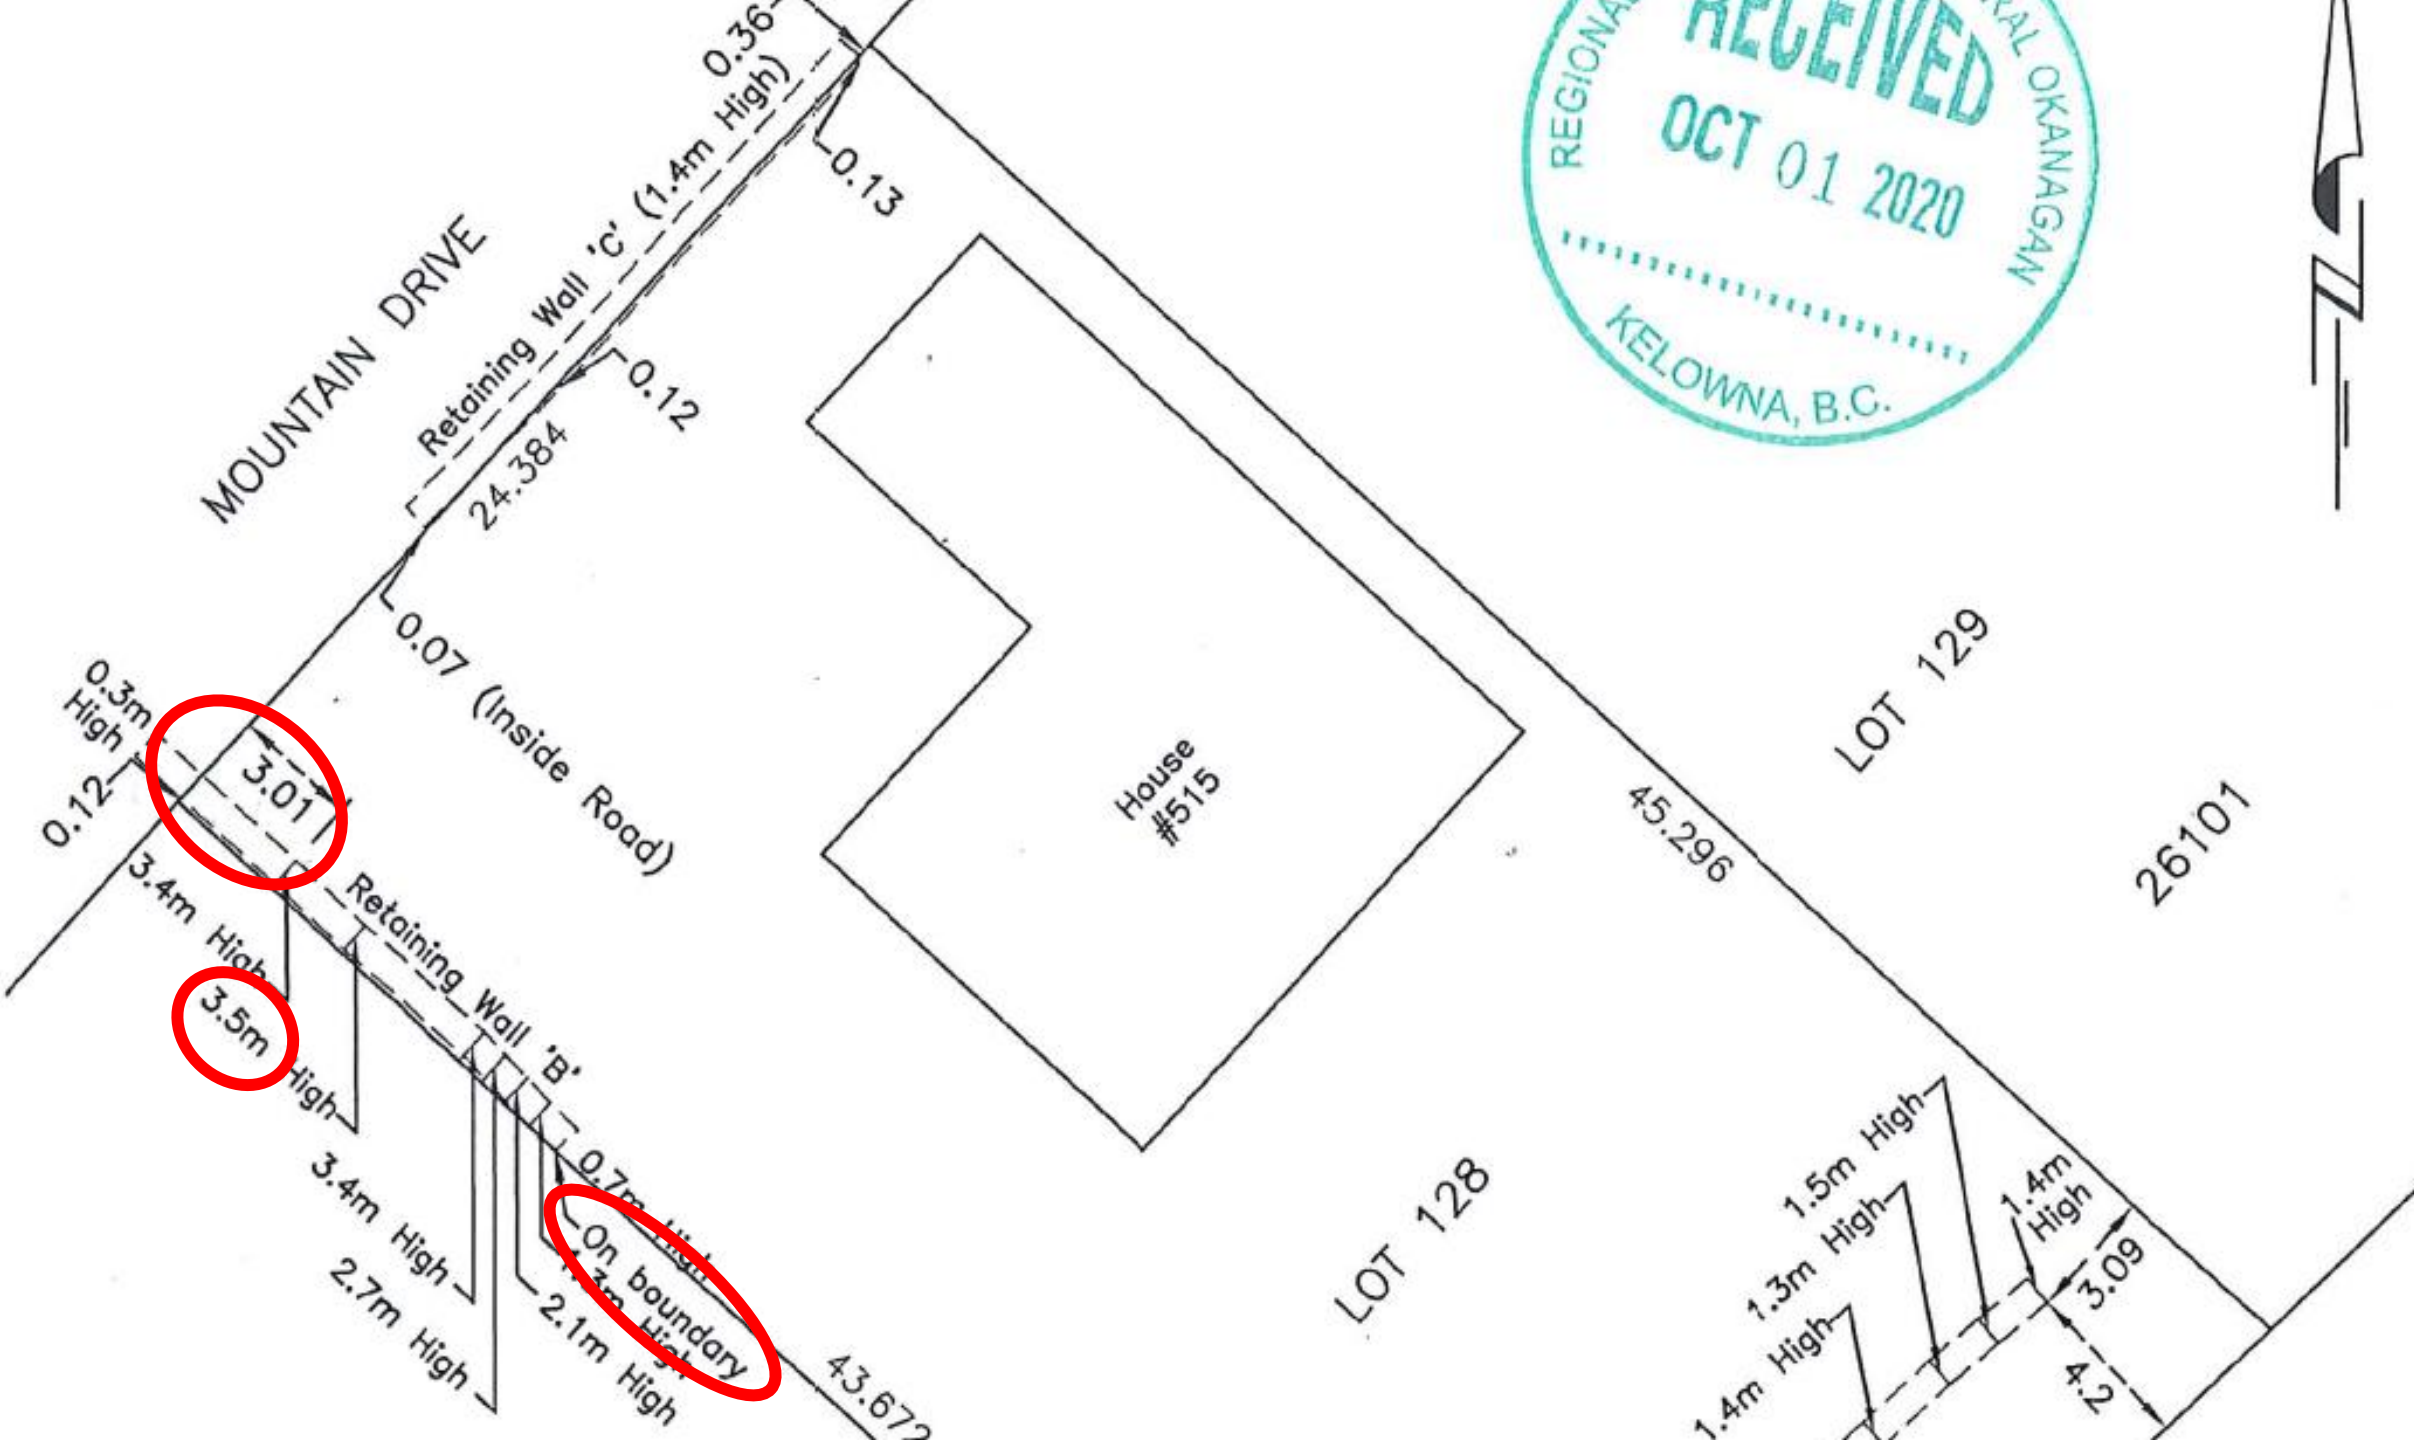 0.36
Retaining Wall 'C' (1.4m High)
0.13
MOUNTAIN DRIVE
24.384
0.12
0.07 (Inside Road)
0.3m
High
0.12
3.01
3.4m High
3.5m High
Retaining Wall 'B'
3.4m High
2.7m High
0.7m High
On boundary
1.3m High
2.1m High
43.672
House
#515
45.296
LOT 129
26101
LOT 128
1.5m High
1.3m High
1.4m High
1.4m
High
3.09
4.2
RECEIVED
OCT 01 2020
OKANAGAN
KELOWNA, B.C.